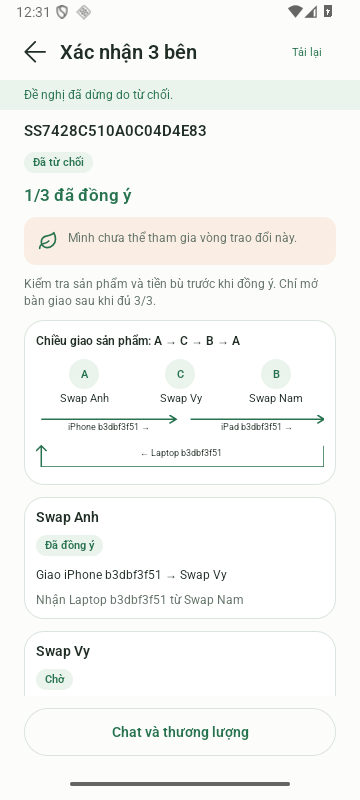 12:31
Xác nhận 3 bên
Tải lại
Đề nghị đã dừng do từ chối.
SS7428C510A0C04D4E83
Đã từ chối
1/3 đã đồng ý
Mình chưa thể tham gia vòng trao đổi này.
Kiểm tra sản phẩm và tiền bù trước khi đồng ý. Chỉ mở
bàn giao sau khi đủ 3/3.
Chiều giao sản phẩm: A → C → B → A
A
C
B
Swap Anh
Swap Vy
Swap Nam
iPhone b3dbf3f51 →
iPad b3dbf3f51 →
← Laptop b3dbf3f51
Swap Anh
Đã đồng ý
Giao iPhone b3dbf3f51 → Swap Vy
Nhận Laptop b3dbf3f51 từ Swap Nam
Swap Vy
Chờ
Chat và thương lượng